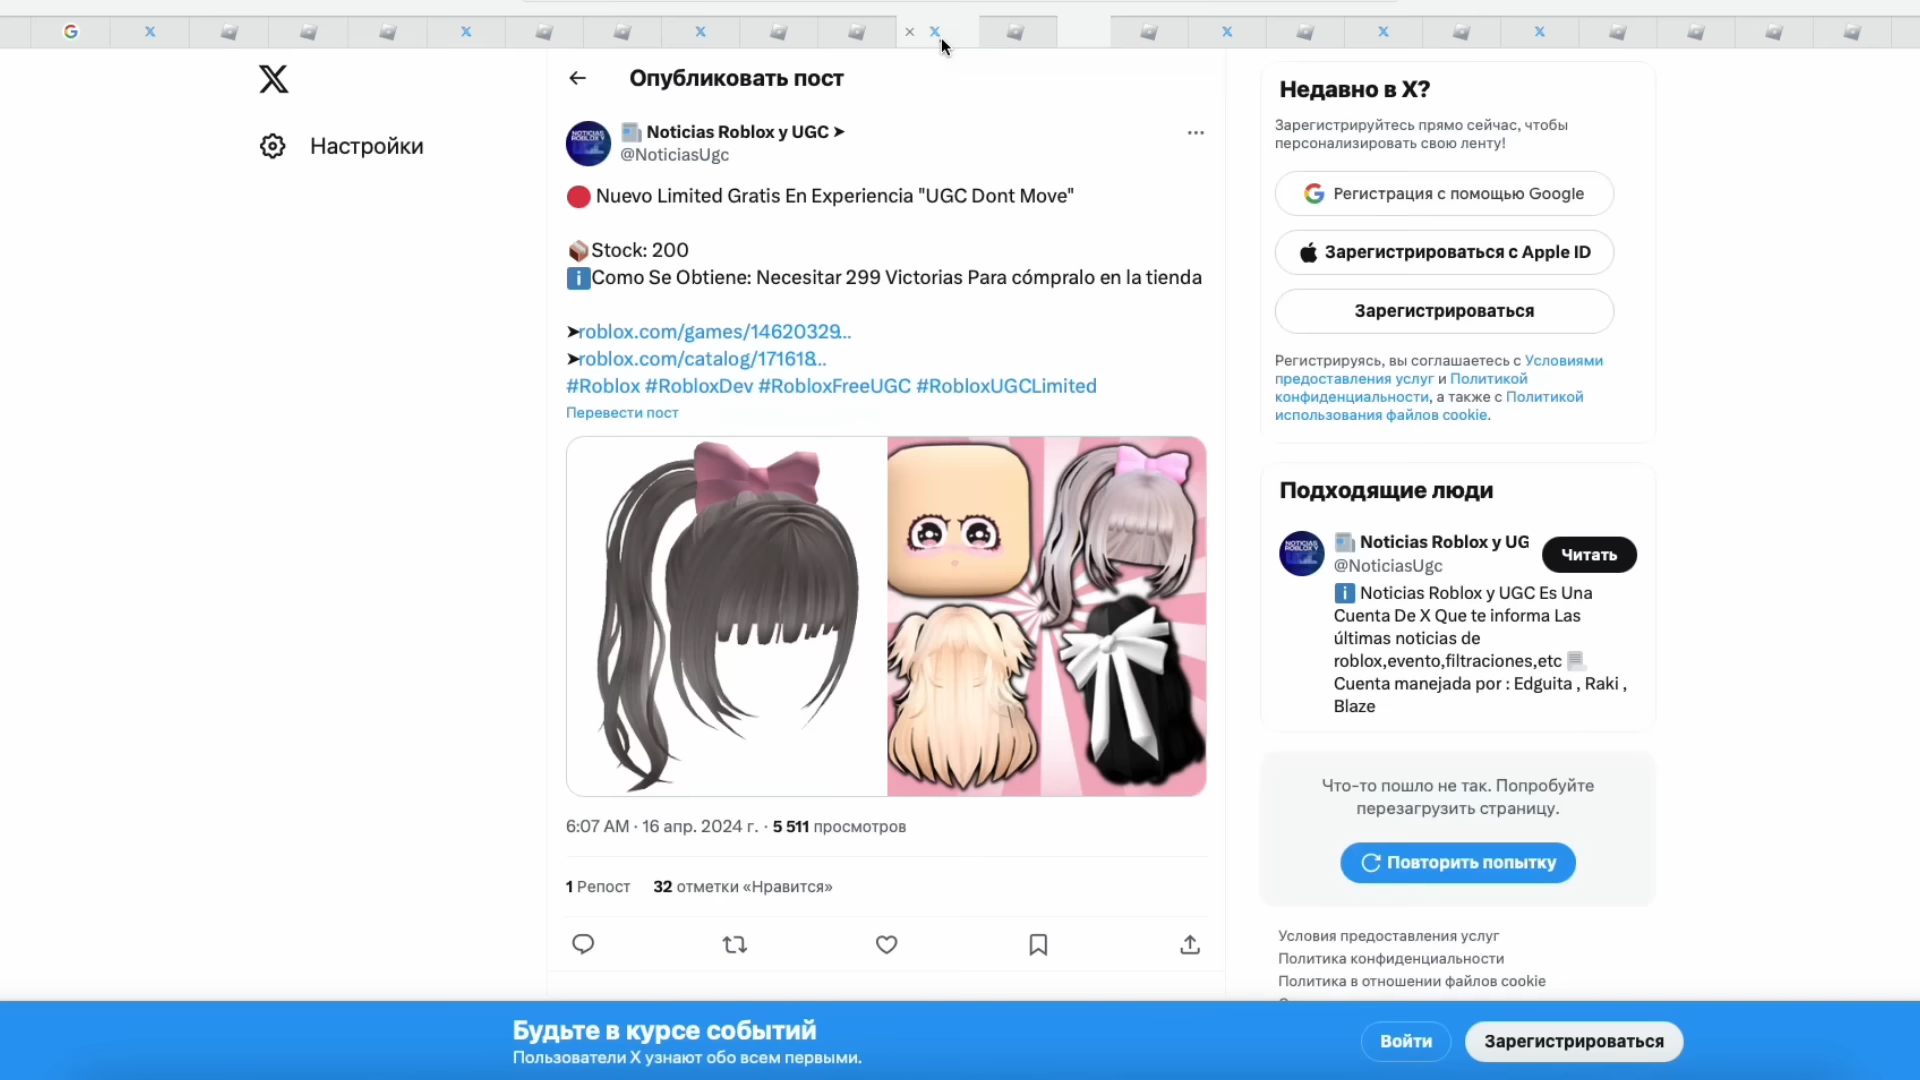 Опубликовать пост
Настройки
Noticias Roblox y UGC ➤
@NoticiasUgc
Nuevo Limited Gratis En Experiencia "UGC Dont Move"
Stock: 200
Como Se Obtiene: Necesitar 299 Victorias Para cómpralo en la tienda
➤roblox.com/games/14620329...
➤roblox.com/catalog/171618...
#Roblox #RobloxDev #RobloxFreeUGC #RobloxUGCLimited
Перевести пост
6:07 AM · 16 апр. 2024 г. · 5 511 просмотров
1 Репост 32 отметки «Нравится»
Недавно в X?
Зарегистрируйтесь прямо сейчас, чтобы
персонализировать свою ленту!
Регистрация с помощью Google
Зарегистрироваться с Apple ID
Зарегистрироваться
Регистрируясь, вы соглашаетесь с Условиями
предоставления услуг и Политикой
конфиденциальности, а также с Политикой
использования файлов cookie.
Подходящие люди
Noticias Roblox y UG
@NoticiasUgc
Читать
Noticias Roblox y UGC Es Una
Cuenta De X Que te informa Las
últimas noticias de
roblox,evento,filtraciones,etc
Cuenta manejada por : Edguita , Raki ,
Blaze
Что-то пошло не так. Попробуйте
перезагрузить страницу.
Повторить попытку
Условия предоставления услуг
Политика конфиденциальности
Политика в отношении файлов cookie
Будьте в курсе событий
Пользователи X узнают обо всем первыми.
Войти
Зарегистрироваться